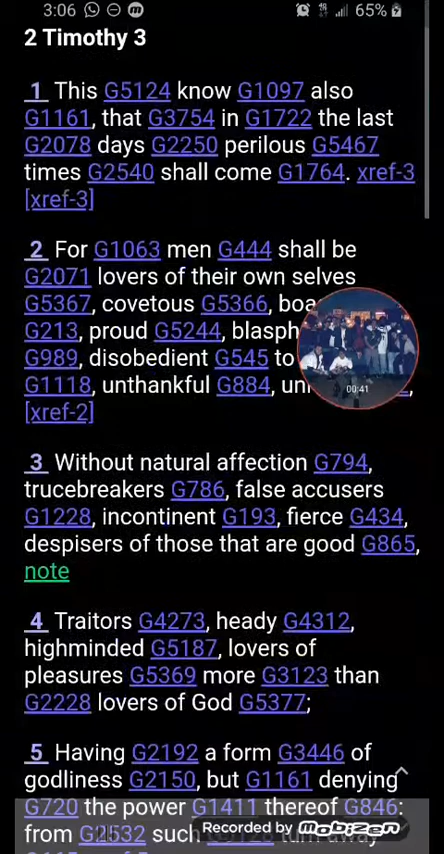 3:06 65%
2 Timothy 3
1 This G5124 know G1097 also
G1161, that G3754 in G1722 the last
G2078 days G2250 perilous G5467
times G2540 shall come G1764. xref-3
[xref-3]
2 For G1063 men G444 shall be
G2071 lovers of their own selves
G5367, covetous G5366, boa
G213, proud G5244, blasph
G989, disobedient G545 to
G1118, unthankful G884, un
00:41
[xref-2]
3 Without natural affection G794,
trucebreakers G786, false accusers
G1228, incontinent G193, fierce G434,
despisers of those that are good G865,
note
4 Traitors G4273, heady G4312,
highminded G5187, lovers of
pleasures G5369 more G3123 than
G2228 lovers of God G5377;
5 Having G2192 a form G3446 of
godliness G2150, but G1161 denying
G720 the power G1411 thereof G846:
from G2532 such turn away
Recorded by Mobizen